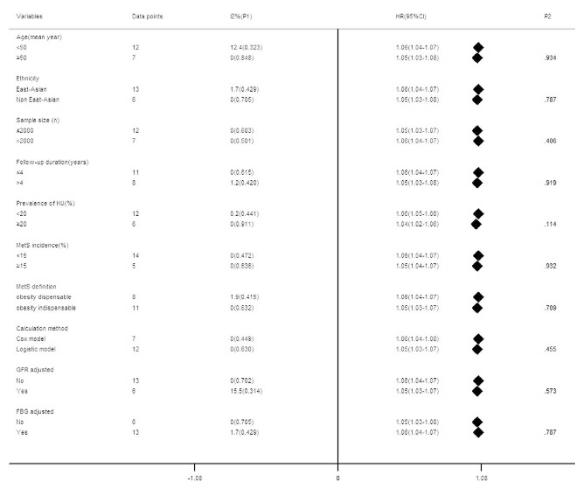 Variables Data points I2%(P1) HR(95%CI) P2
Age(mean year)
<50 12 12.4(0.323) 1.06(1.04-1.07)
≥50 7 0(0.848) 1.05(1.03-1.08) .934
Ethnicity
East-Asian 13 1.7(0.429) 1.06(1.04-1.07)
Non East-Asian 6 0(0.705) 1.05(1.03-1.08) .787
Sample size (n)
12 0(0.603) 1.05(1.03-1.07)
7 0(0.501) 1.06(1.04-1.07) .406
Follow-up duration(years)
11 0(0.615) 1.06(1.04-1.07)
>4 8 1.2(0.420) 1.05(1.03-1.08) .919
Prevalence of HU(%)
<20 12 0.2(0.441) 1.06(1.05-1.08)
≥20 6 0(0.911) 1.04(1.02-1.06) .114
MetS incidence(%)
<15 14 0(0.472) 1.06(1.04-1.07)
≥15 5 0(0.838) 1.05(1.04-1.07) .932
MetS definition
obesity dispensable 8 1.9(0.415) 1.06(1.04-1.07)
obesity indispensable 11 0(0.632) 1.05(1.03-1.07) .709
Calculation method
Cox model 7 0(0.449) 1.06(1.04-1.08)
Logistic model 12 0(0.630) 1.05(1.03-1.07) .455
GFR adjusted
No 13 0(0.702) 1.06(1.04-1.07)
Yes 6 15.5(0.314) 1.05(1.03-1.07) .573
FBG adjusted
No 6 0(0.705) 1.05(1.03-1.08)
Yes 13 1.7(0.429) 1.06(1.04-1.07) .787
-1.08 0 1.08